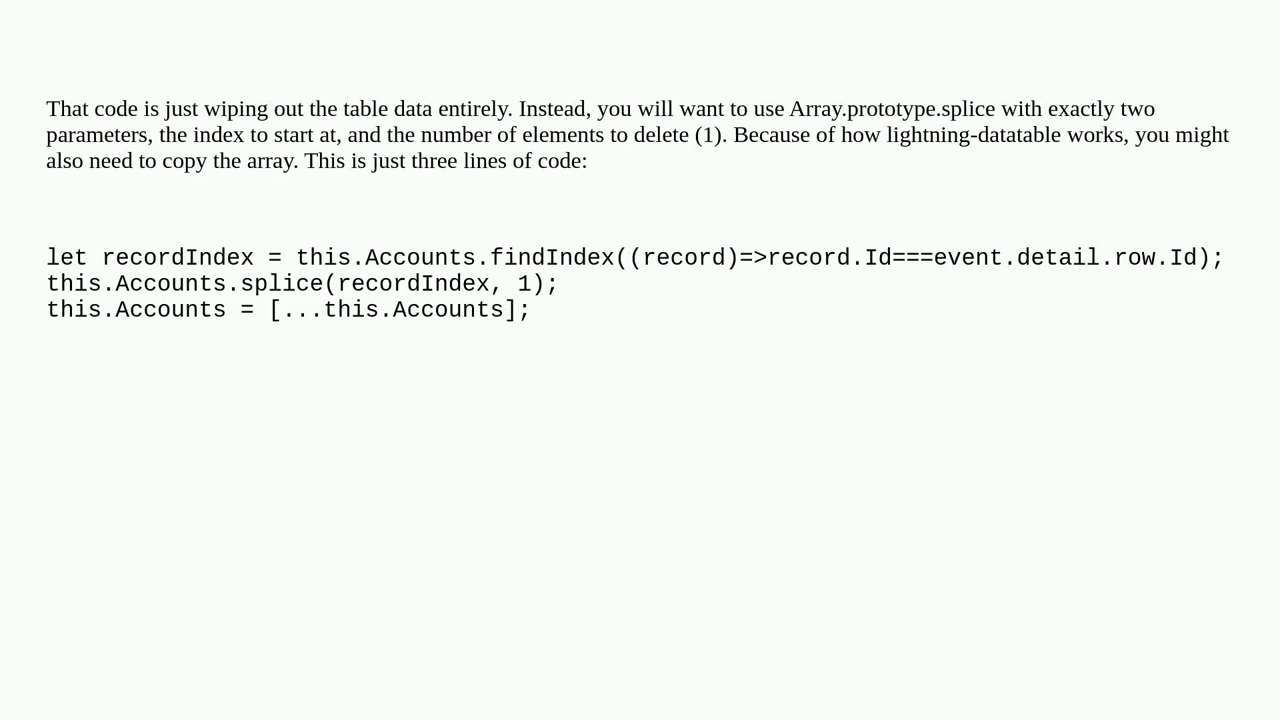 That code is just wiping out the table data entirely. Instead, you will want to use Array.prototype.splice with exactly two
parameters, the index to start at, and the number of elements to delete (1). Because of how lightning-datatable works, you might
also need to copy the array. This is just three lines of code:
let recordIndex = this.Accounts.findIndex((record)=>record.Id===event.detail.row.Id);
this.Accounts.splice(recordIndex, 1);
this.Accounts = [...this.Accounts];